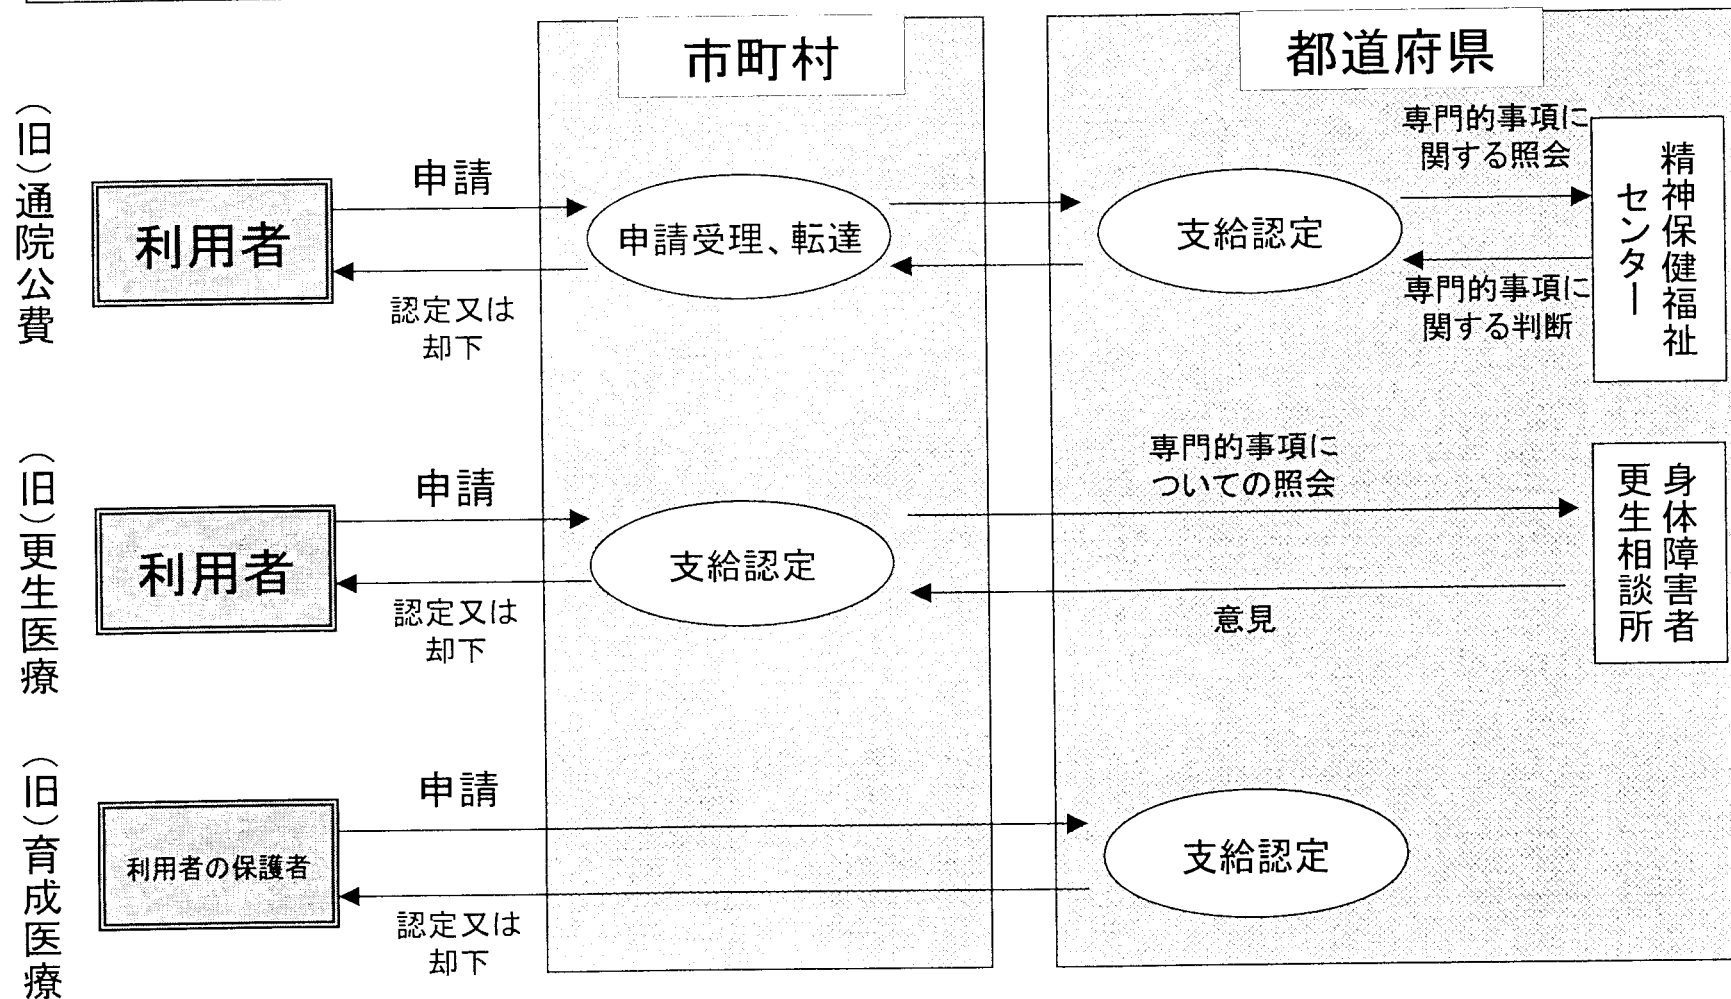 市町村
都道府県
(旧)通院公費
利用者
申請
認定又は
却下
申請受理、転達
支給認定
専門的事項に
関する照会
専門的事項に
関する判断
精神保健福祉
センター
(旧)更生医療
利用者
申請
認定又は
却下
支給認定
専門的事項に
ついての照会
意見
身体障害者
更生相談所
(旧)育成医療
利用者の保護者
申請
認定又は
却下
支給認定